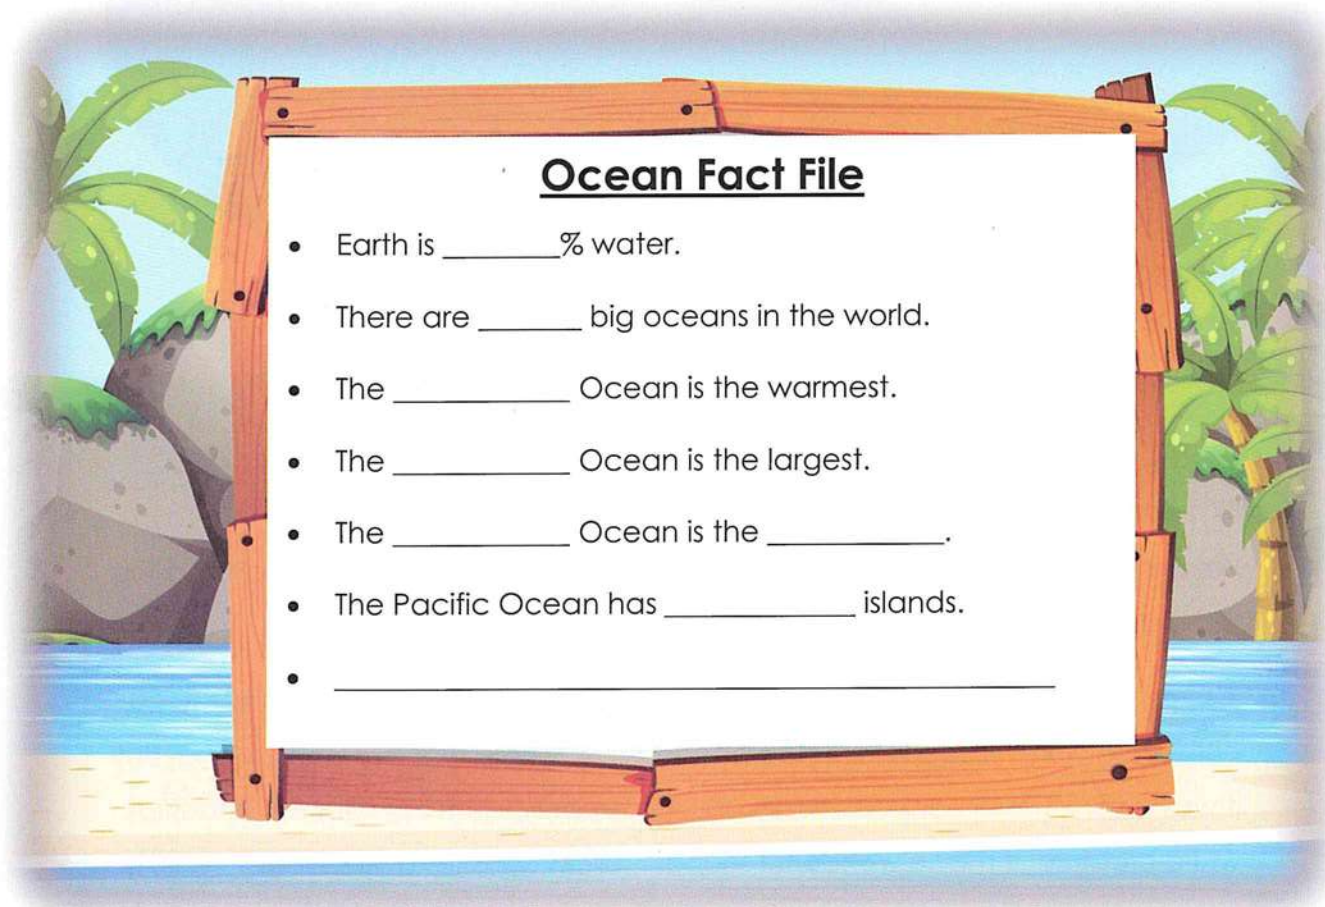 Ocean Fact File
• Earth is _______% water.
• There are ______ big oceans in the world.
• The __________ Ocean is the warmest.
• The __________ Ocean is the largest.
• The __________ Ocean is the __________.
• The Pacific Ocean has ___________ islands.
• __________________________________________